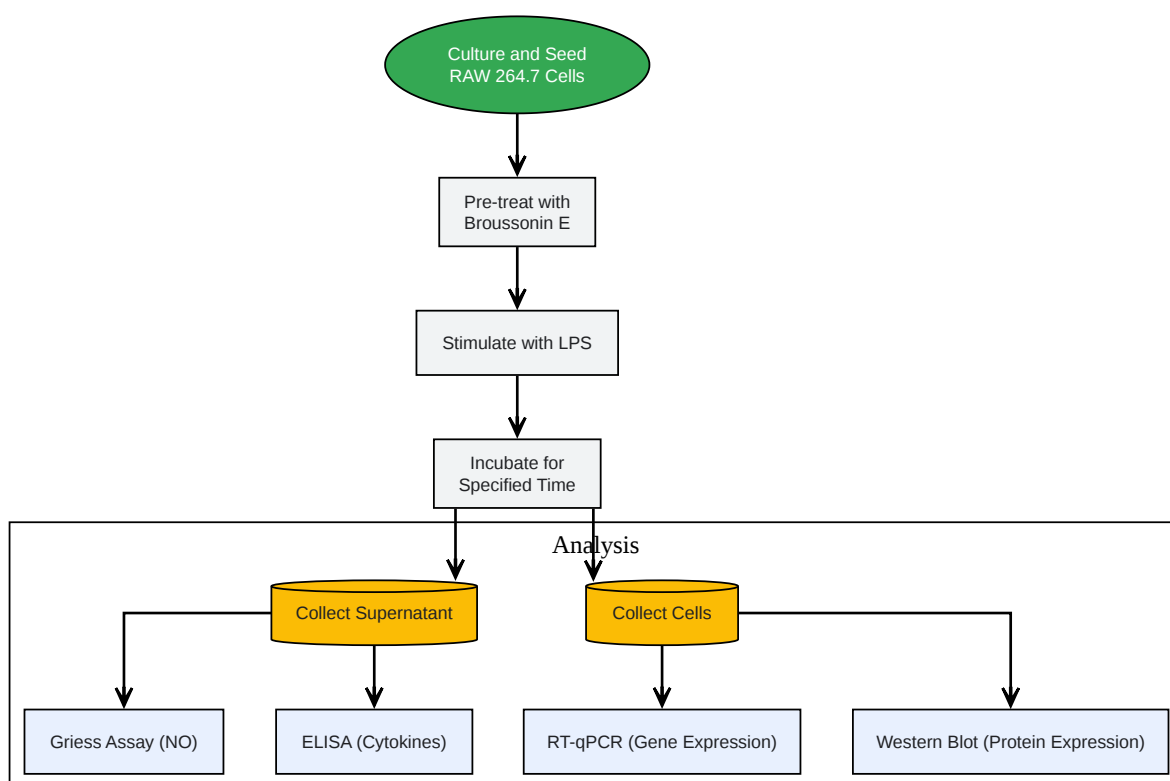 Culture and Seed
RAW 264.7 Cells
Pre-treat with
Broussonin E
Stimulate with LPS
Incubate for
Specified Time
Analysis
Collect Supernatant
Collect Cells
Griess Assay (NO)
ELISA (Cytokines)
RT-qPCR (Gene Expression)
Western Blot (Protein Expression)